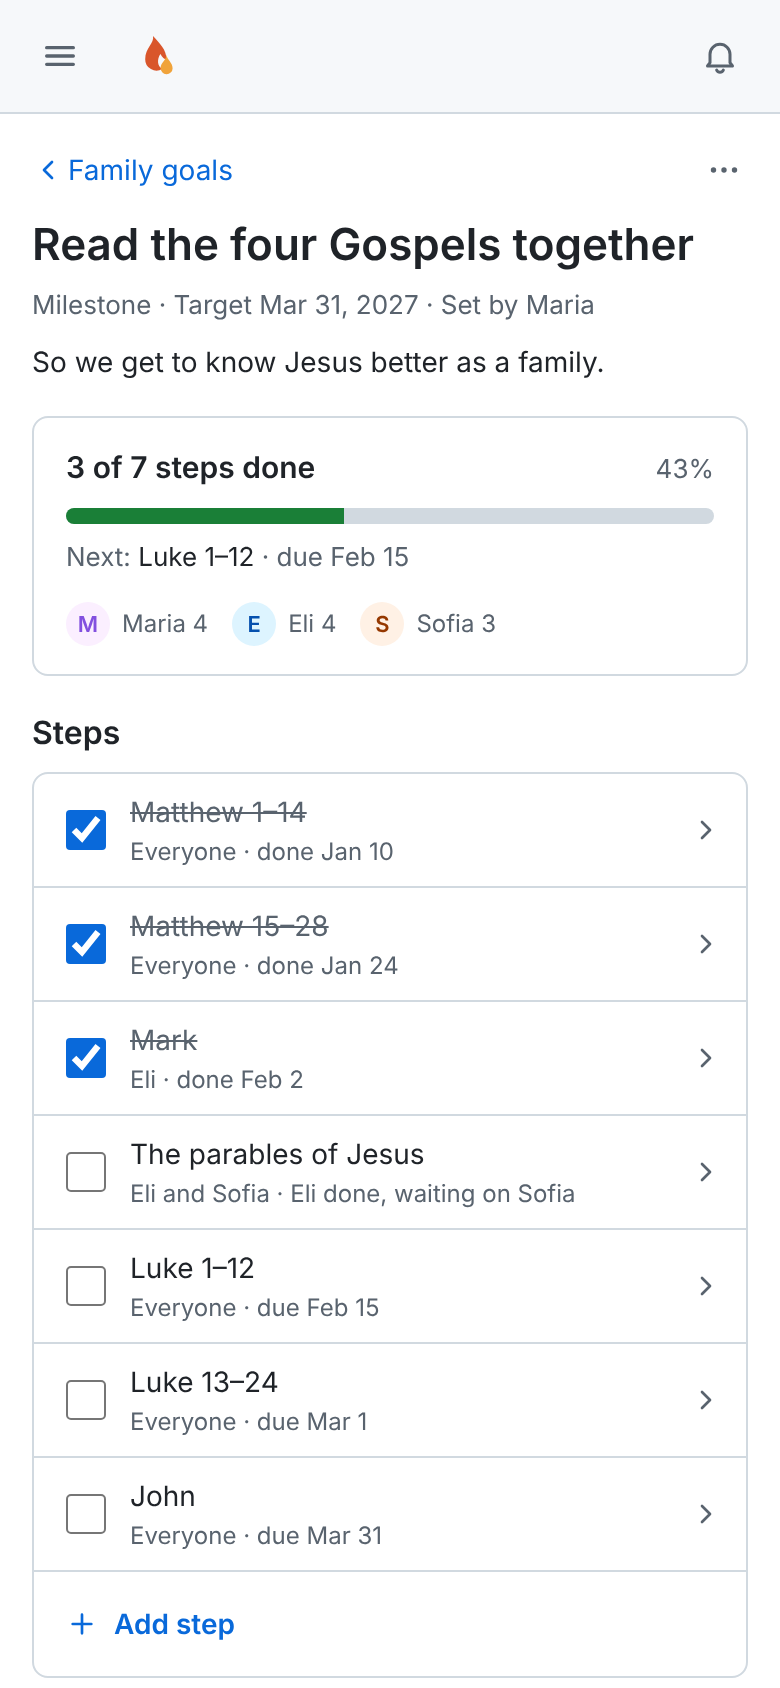 Family goals
Read the four Gospels together
Milestone · Target Mar 31, 2027 · Set by Maria
So we get to know Jesus better as a family.
3 of 7 steps done 43%
Next: Luke 1–12 · due Feb 15
M Maria 4 E Eli 4 S Sofia 3
Steps
Matthew 1–14
Everyone · done Jan 10
Matthew 15–28
Everyone · done Jan 24
Mark
Eli · done Feb 2
The parables of Jesus
Eli and Sofia · Eli done, waiting on Sofia
Luke 1–12
Everyone · due Feb 15
Luke 13–24
Everyone · due Mar 1
John
Everyone · due Mar 31
Add step